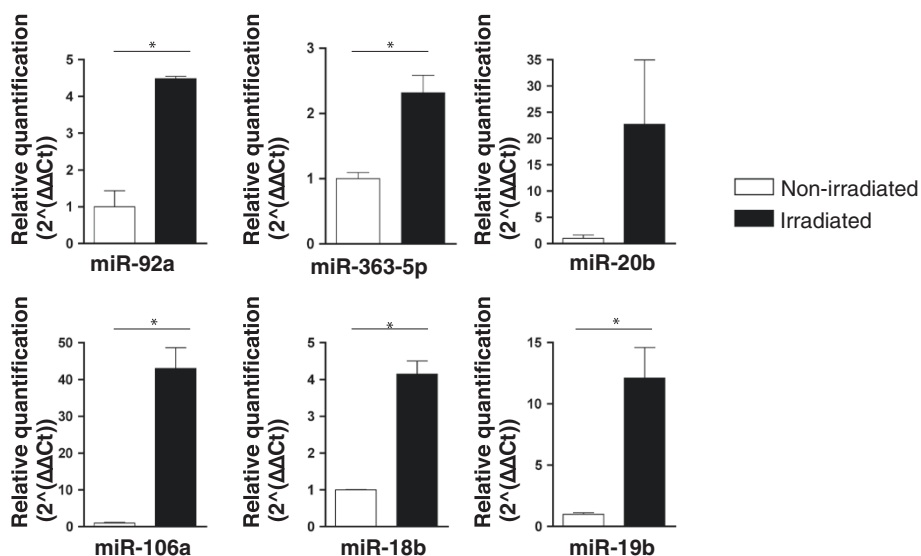 Relative quantification
(2^(ΔΔCt))
*
5
4
3
2
1
0
miR-92a
Relative quantification
(2^(ΔΔCt))
*
3
2
1
0
miR-363-5p
Relative quantification
(2^(ΔΔCt))
35
30
25
20
15
10
5
0
miR-20b
Non-irradiated
Irradiated
Relative quantification
(2^(ΔΔCt))
*
50
40
30
20
10
0
miR-106a
Relative quantification
(2^(ΔΔCt))
*
5
4
3
2
1
0
miR-18b
Relative quantification
(2^(ΔΔCt))
*
15
10
5
0
miR-19b